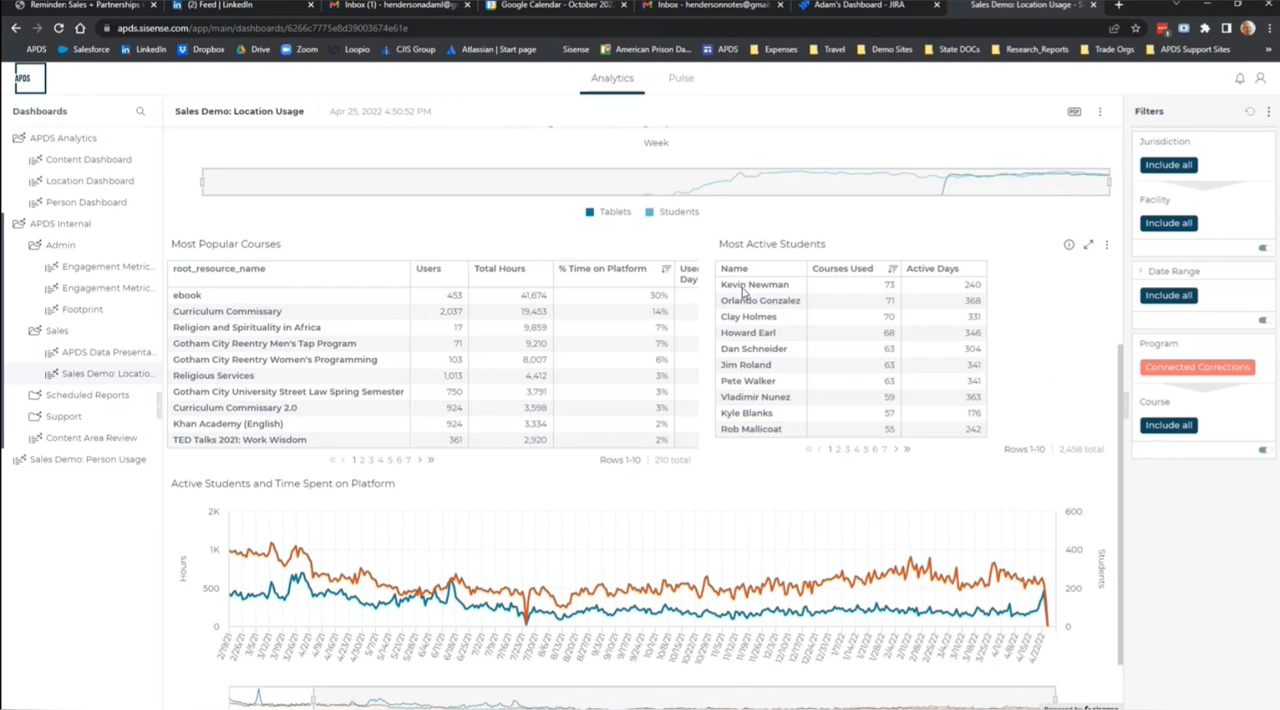 Reminder: Sales + Partnerships
(2) Feed | LinkedIn
Inbox (1) - hendersonadaml@g
Google Calendar - October 202
Inbox - hendersonnotes@gmail
Adam's Dashboard - JIRA
Sales Demo: Location Usage - S
apds.sisense.com/app/main/dashboards/6266c7775e8d39003674e61e
APDS
Salesforce
LinkedIn
Dropbox
Drive
Zoom
Loopio
CJIS Group
Atlassian | Start page
Sisense
American Prison Da...
APDS
Expenses
Travel
Demo Sites
State DOCs
Research_Reports
Trade Orgs
APDS Support Sites
APDS
Analytics
Pulse
Dashboards
APDS Analytics
Content Dashboard
Location Dashboard
Person Dashboard
APDS Internal
Admin
Engagement Metric...
Engagement Metric...
Footprint
Sales
APDS Data Presenta...
Sales Demo: Locatio...
Scheduled Reports
Support
Content Area Review
Sales Demo: Person Usage
Sales Demo: Location Usage
Apr 25, 2022 4:50:52 PM
PDF
Week
Tablets
Students
Most Popular Courses
root_resource_name Users Total Hours % Time on Platform User Day
ebook 453 41,674 30%
Curriculum Commissary 2,037 19,453 14%
Religion and Spirituality in Africa 17 9,859 7%
Gotham City Reentry Men's Tap Program 71 9,210 7%
Gotham City Reentry Women's Programming 103 8,007 6%
Religious Services 1,013 4,412 3%
Gotham City University Street Law Spring Semester 750 3,791 3%
Curriculum Commissary 2.0 924 3,598 3%
Khan Academy (English) 924 3,334 2%
TED Talks 2021: Work Wisdom 361 2,920 2%
« ‹ 1 2 3 4 5 6 7 › »
Rows 1-10
210 total
Most Active Students
Name Courses Used Active Days
Kevin Newman 73 240
Orlando Gonzalez 71 368
Clay Holmes 70 331
Howard Earl 68 346
Dan Schneider 63 304
Jim Roland 63 341
Pete Walker 63 341
Vladimir Nunez 59 363
Kyle Blanks 57 176
Rob Mallicoat 55 242
« ‹ 1 2 3 4 5 6 7 › »
Rows 1-10
2,458 total
Active Students and Time Spent on Platform
2K
1K
500
0
Hours
600
400
200
0
Students
Filters
Jurisdiction
Include all
Facility
Include all
Date Range
Include all
Program
Connected Corrections
Course
Include all